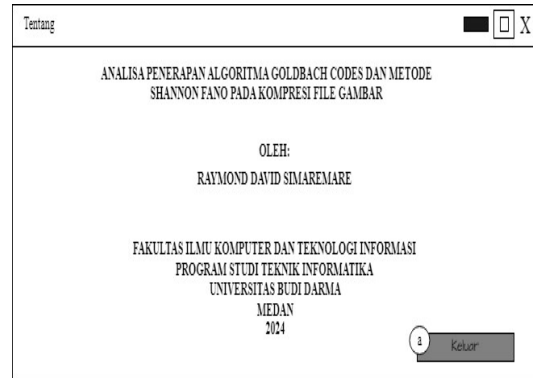 Tentang
X
ANALISA PENERAPAN ALGORITMA GOLDBACH CODES DAN METODE
SHANNON FANO PADA KOMPRESI FILE GAMBAR
OLEH:
RAYMOND DAVID SIMAREMARE
FAKULTAS ILMU KOMPUTER DAN TEKNOLOGI INFORMASI
PROGRAM STUDI TEKNIK INFORMATIKA
UNIVERSITAS BUDI DARMA
MEDAN
2024
a
Keluar